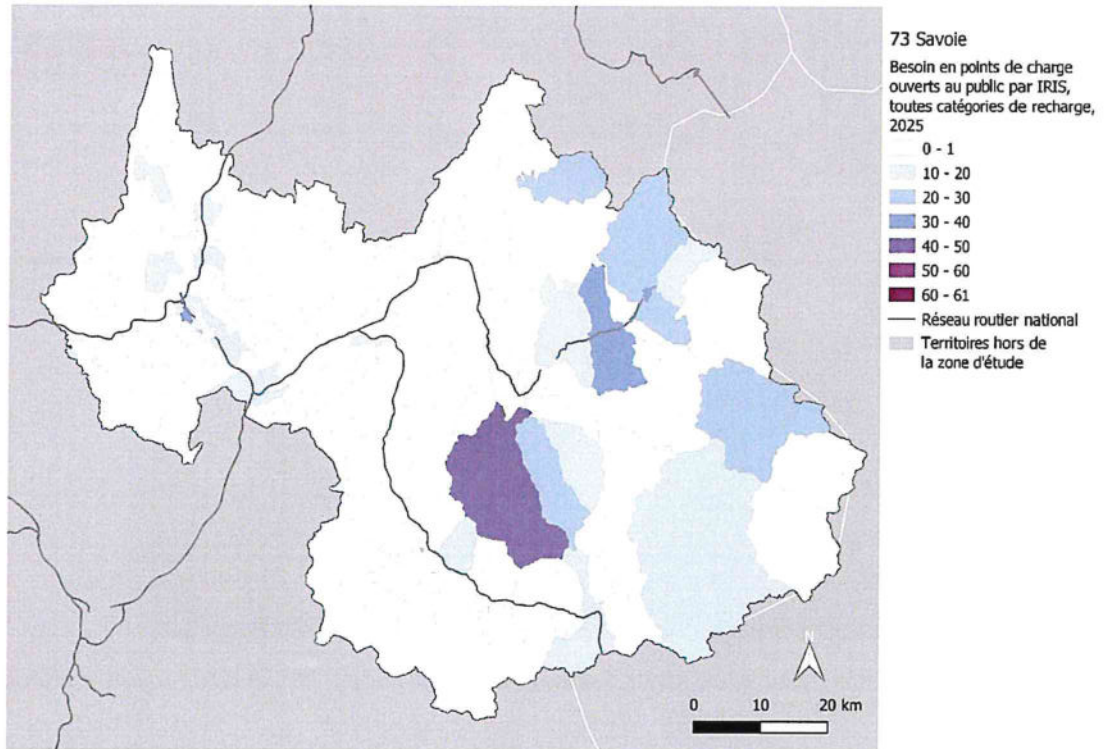 73 Savoie
Besoin en points de charge
ouverts au public par IRIS,
toutes catégories de recharge,
2025
0 - 1
10 - 20
20 - 30
30 - 40
40 - 50
50 - 60
60 - 61
Réseau routier national
Territoires hors de
la zone d'étude
N
0 10 20 km